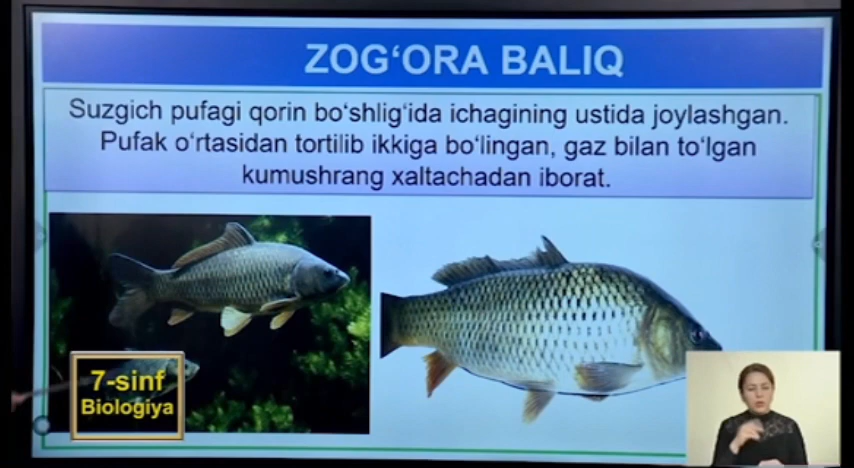 ZOG‘ORA BALIQ
Suzgich pufagi qorin bo‘shlig‘ida ichagining ustida joylashgan.
Pufak o‘rtasidan tortilib ikkiga bo‘lingan, gaz bilan to‘lgan
kumushrang xaltachadan iborat.
7-sinf
Biologiya